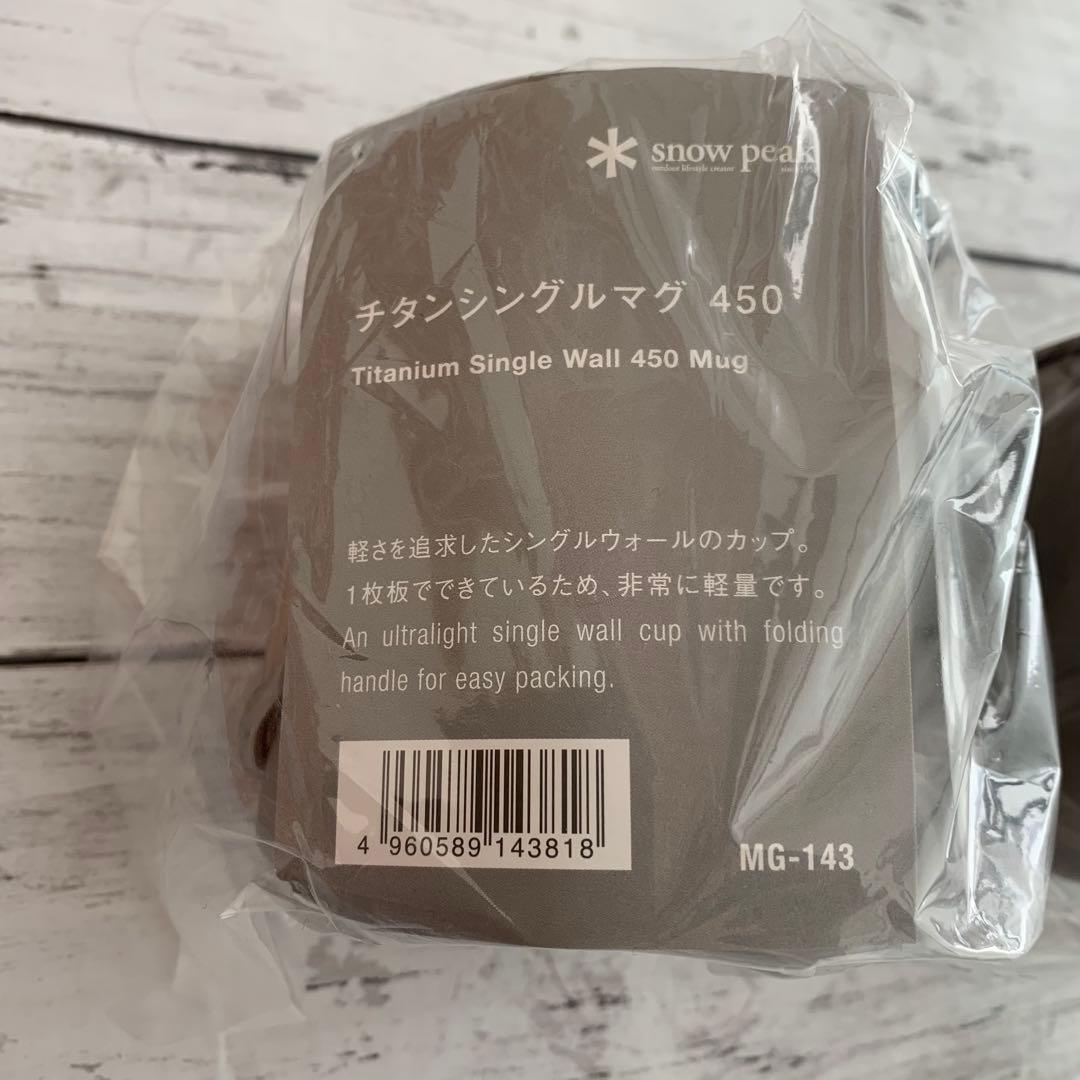 snow peak
outdoor lifestyle creator
チタンシングルマグ 450
Titanium Single Wall 450 Mug
軽さを追求したシングルウォールのカップ。
1枚板でできているため、非常に軽量です。
An ultralight single wall cup with folding
handle for easy packing.
4 960589 143818
MG-143